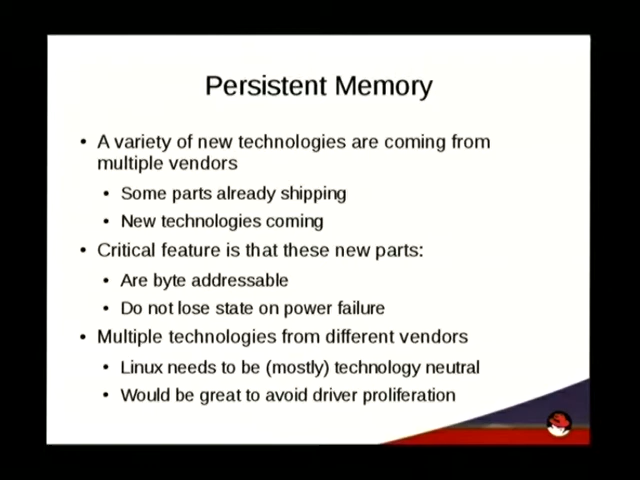 Persistent Memory
• A variety of new technologies are coming from
multiple vendors
• Some parts already shipping
• New technologies coming
• Critical feature is that these new parts:
• Are byte addressable
• Do not lose state on power failure
• Multiple technologies from different vendors
• Linux needs to be (mostly) technology neutral
• Would be great to avoid driver proliferation